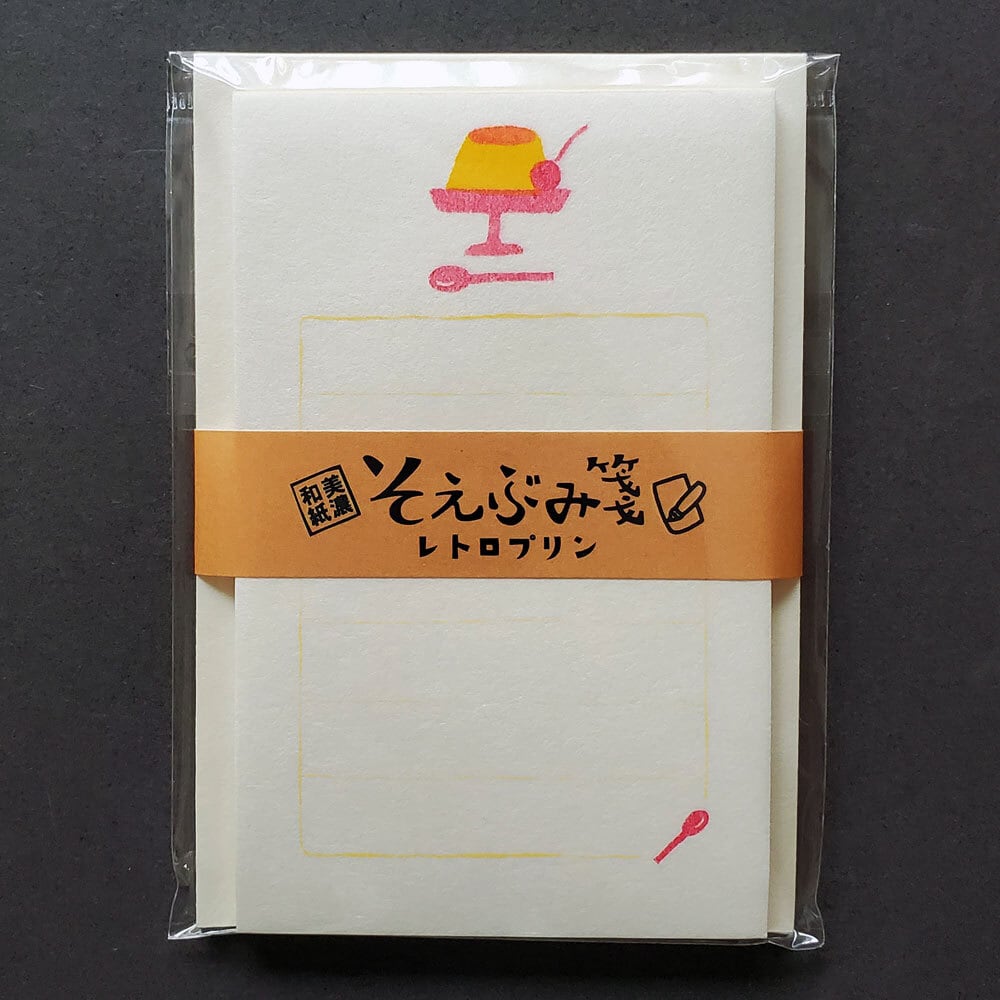 美濃
和紙
そえぶみ箋
レトロプリン